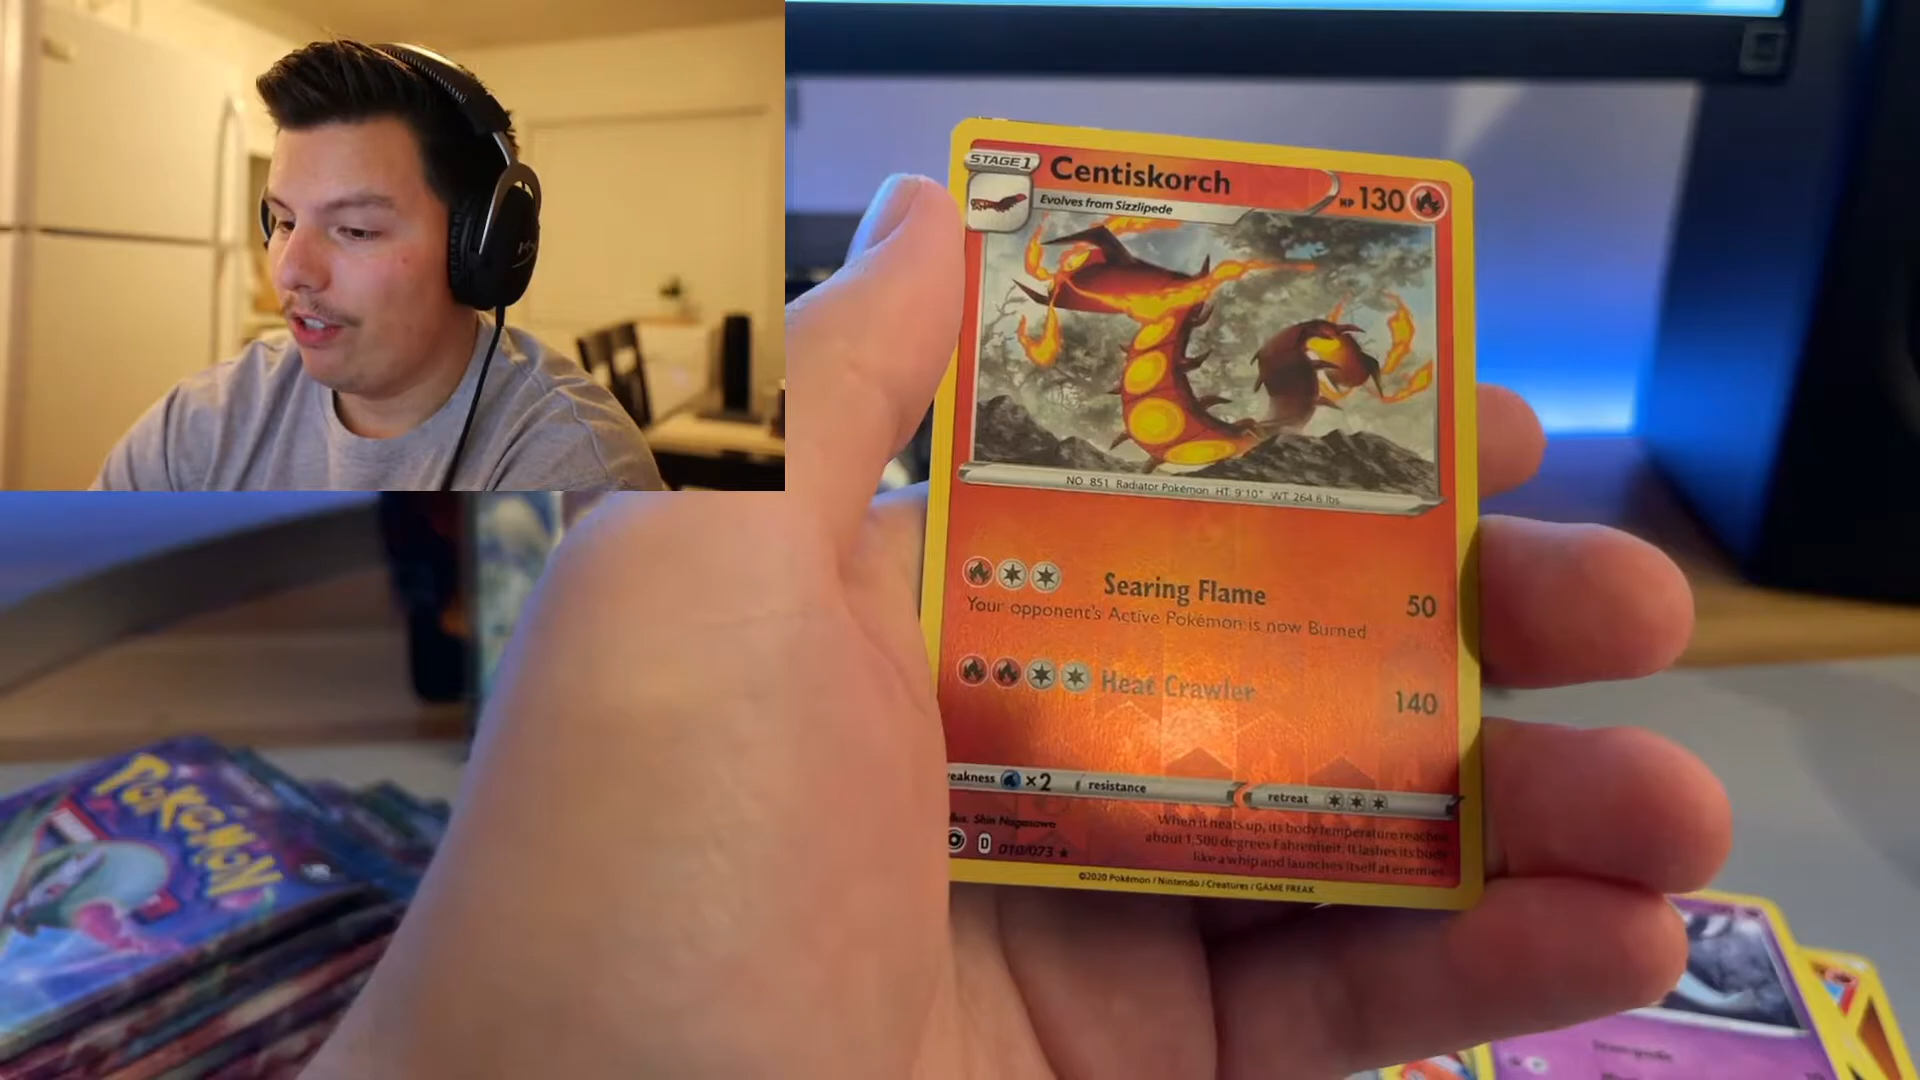 STAGE 1
Centiskorch
HP 130
Evolves from Sizzlipede
NO. 851 Radiator Pokémon HT: 9'10" WT: 264.6 lbs.
Searing Flame 50
Your opponent's Active Pokémon is now Burned
Heat Crawler 140
eakness ×2 resistance retreat
illus. Shin Nagasawa
When it heats up, its body temperature reaches
about 1,500 degrees Fahrenheit. It lashes its body
like a whip and launches itself at enemies.
D 010/073 ★
©2020 Pokémon / Nintendo / Creatures / GAME FREAK
POKÉMON